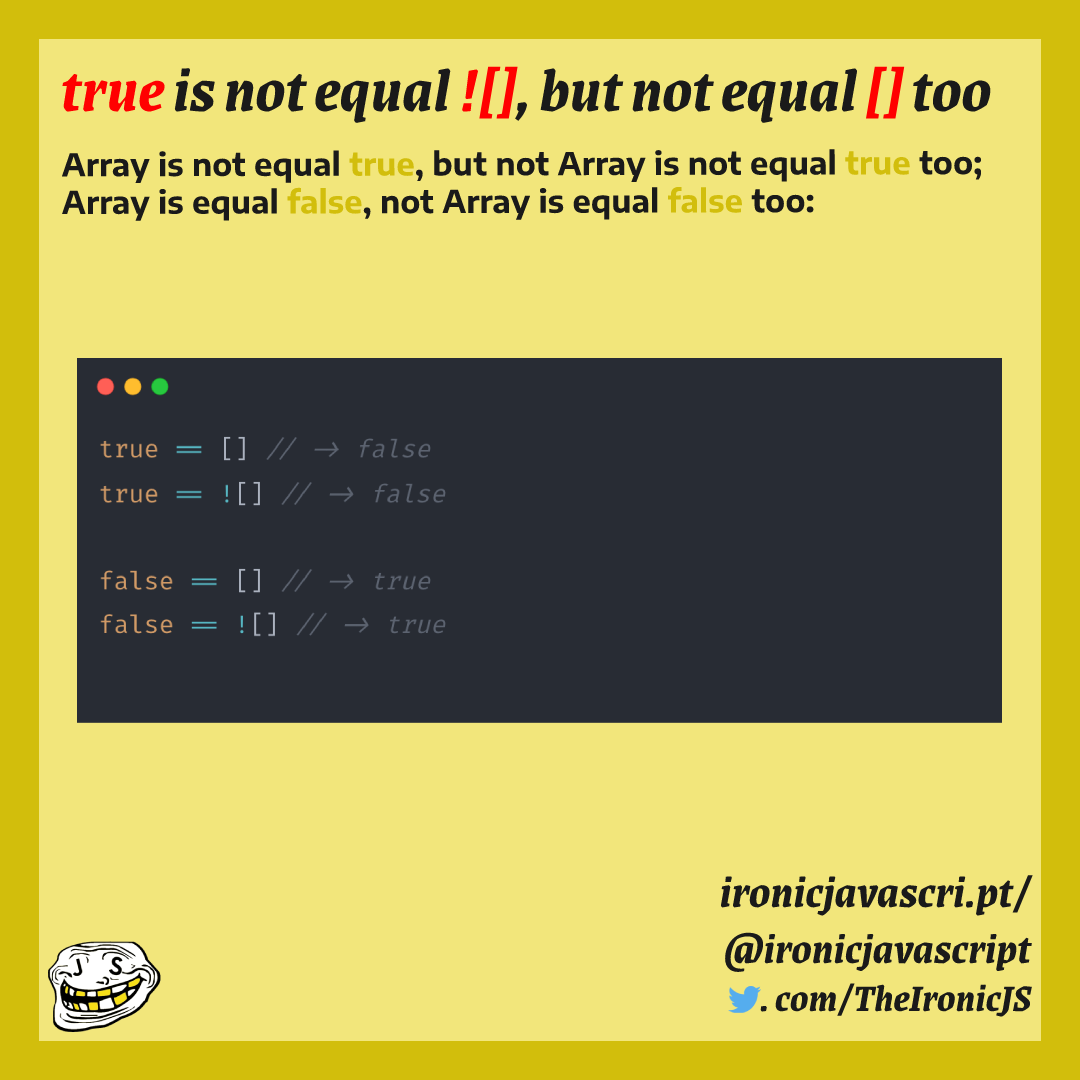 true is not equal ![], but not equal [] too
Array is not equal true, but not Array is not equal true too;
Array is equal false, not Array is equal false too:
true == [] // -> false
true == ![] // -> false
false == [] // -> true
false == ![] // -> true
ironicjavascri.pt/
@ironicjavascript
. com/TheIronicJS
J S